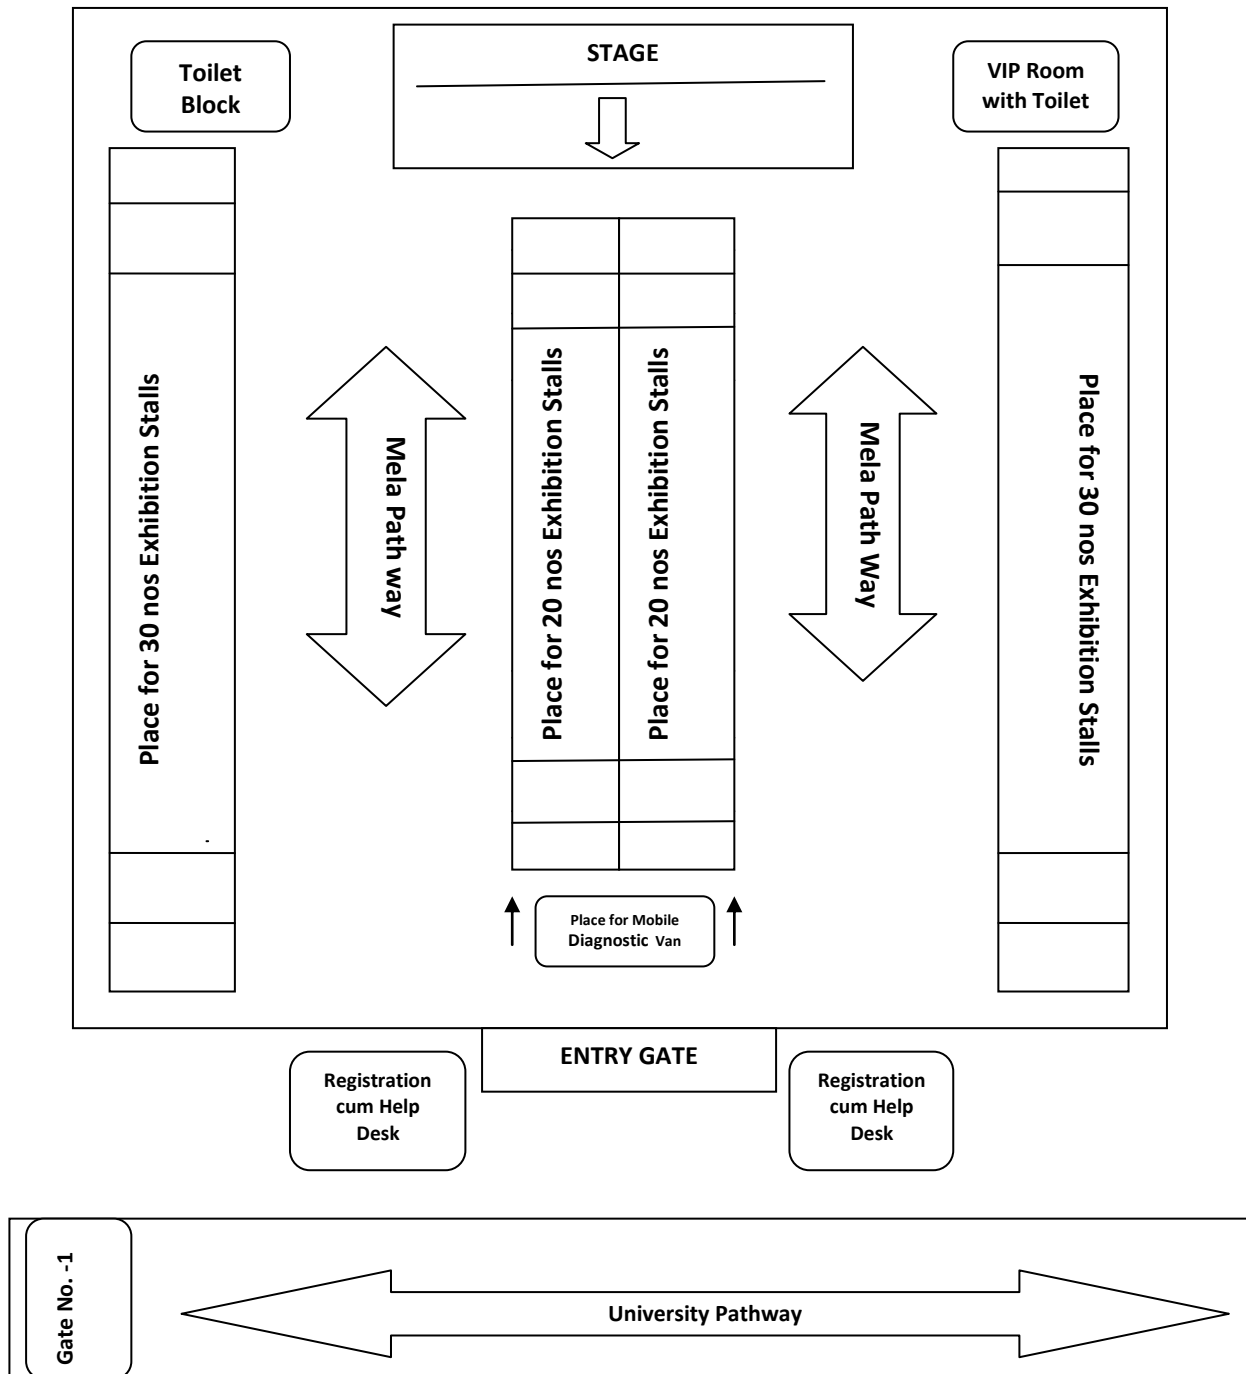 Toilet
Block
STAGE
VIP Room
with Toilet
Place for 30 nos Exhibition Stalls
Mela Path way
Place for 20 nos Exhibition Stalls
Place for 20 nos Exhibition Stalls
Mela Path Way
Place for 30 nos Exhibition Stalls
Place for Mobile
Diagnostic Van
ENTRY GATE
Registration
cum Help
Desk
Registration
cum Help
Desk
Gate No. -1
University Pathway